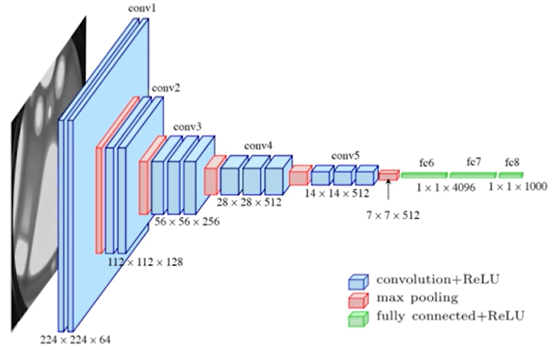 conv1
conv2
conv3
conv4
conv5
fc6
fc7
fc8
1 × 1 × 4096
1 × 1 × 1000
28 × 28 × 512
14 × 14 × 512
7 × 7 × 512
56 × 56 × 256
112 × 112 × 128
224 × 224 × 64
convolution+ReLU
max pooling
fully connected+ReLU